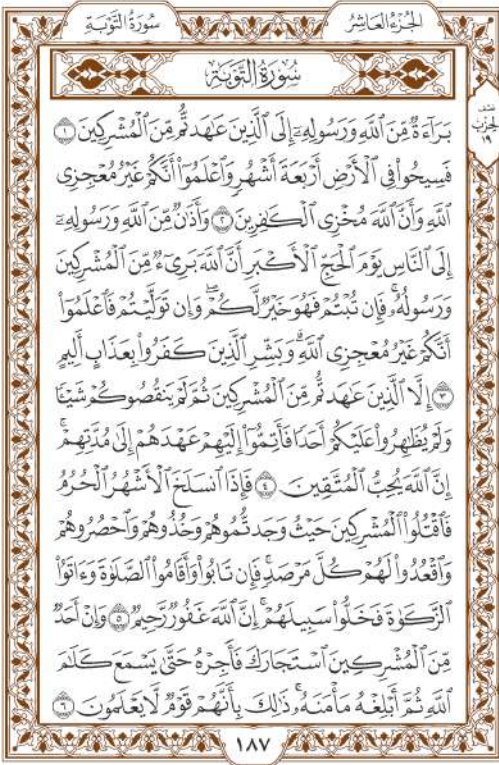 الجُزْءُ العَاشِرُ
سُورَةُ التَّوْبَةِ
سُورَةُ التَّوْبَةِ
نصف
الحزب
١٩
بَرَآءَةٌ مِّنَ ٱللَّهِ وَرَسُولِهِۦٓ إِلَى ٱلَّذِينَ عَٰهَدتُّم مِّنَ ٱلْمُشْرِكِينَ ١
فَسِيحُوا۟ فِى ٱلْأَرْضِ أَرْبَعَةَ أَشْهُرٍ وَٱعْلَمُوٓا۟ أَنَّكُمْ غَيْرُ مُعْجِزِى
ٱللَّهِ وَأَنَّ ٱللَّهَ مُخْزِى ٱلْكَٰفِرِينَ ٢ وَأَذَٰنٌ مِّنَ ٱللَّهِ وَرَسُولِهِۦٓ
إِلَى ٱلنَّاسِ يَوْمَ ٱلْحَجِّ ٱلْأَكْبَرِ أَنَّ ٱللَّهَ بَرِىٓءٌ مِّنَ ٱلْمُشْرِكِينَ
وَرَسُولُهُۥ فَإِن تُبْتُمْ فَهُوَ خَيْرٌ لَّكُمْ وَإِن تَوَلَّيْتُمْ فَٱعْلَمُوٓا۟
أَنَّكُمْ غَيْرُ مُعْجِزِى ٱللَّهِ وَبَشِّرِ ٱلَّذِينَ كَفَرُوا۟ بِعَذَابٍ أَلِيمٍ
٣ إِلَّا ٱلَّذِينَ عَٰهَدتُّم مِّنَ ٱلْمُشْرِكِينَ ثُمَّ لَمْ يَنقُصُوكُمْ شَيْـًٔا
وَلَمْ يُظَٰهِرُوا۟ عَلَيْكُمْ أَحَدًا فَأَتِمُّوٓا۟ إِلَيْهِمْ عَهْدَهُمْ إِلَىٰ مُدَّتِهِمْ
إِنَّ ٱللَّهَ يُحِبُّ ٱلْمُتَّقِينَ ٤ فَإِذَا ٱنسَلَخَ ٱلْأَشْهُرُ ٱلْحُرُمُ
فَٱقْتُلُوا۟ ٱلْمُشْرِكِينَ حَيْثُ وَجَدتُّمُوهُمْ وَخُذُوهُمْ وَٱحْصُرُوهُمْ
وَٱقْعُدُوا۟ لَهُمْ كُلَّ مَرْصَدٍ فَإِن تَابُوا۟ وَأَقَامُوا۟ ٱلصَّلَوٰةَ وَءَاتَوُا۟
ٱلزَّكَوٰةَ فَخَلُّوا۟ سَبِيلَهُمْ إِنَّ ٱللَّهَ غَفُورٌ رَّحِيمٌ ٥ وَإِنْ أَحَدٌ
مِّنَ ٱلْمُشْرِكِينَ ٱسْتَجَارَكَ فَأَجِرْهُ حَتَّىٰ يَسْمَعَ كَلَٰمَ
ٱللَّهِ ثُمَّ أَبْلِغْهُ مَأْمَنَهُۥ ذَٰلِكَ بِأَنَّهُمْ قَوْمٌ لَّا يَعْلَمُونَ ٦
١٨٧